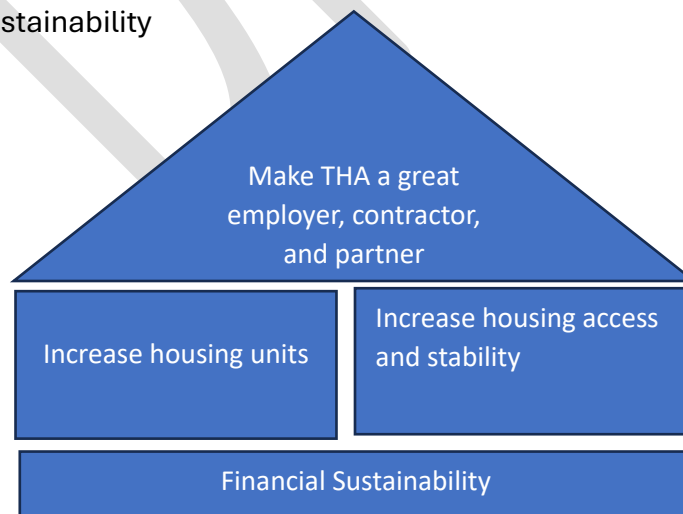 stainability
Make THA a great
employer, contractor,
and partner
Increase housing units
Increase housing access
and stability
Financial Sustainability